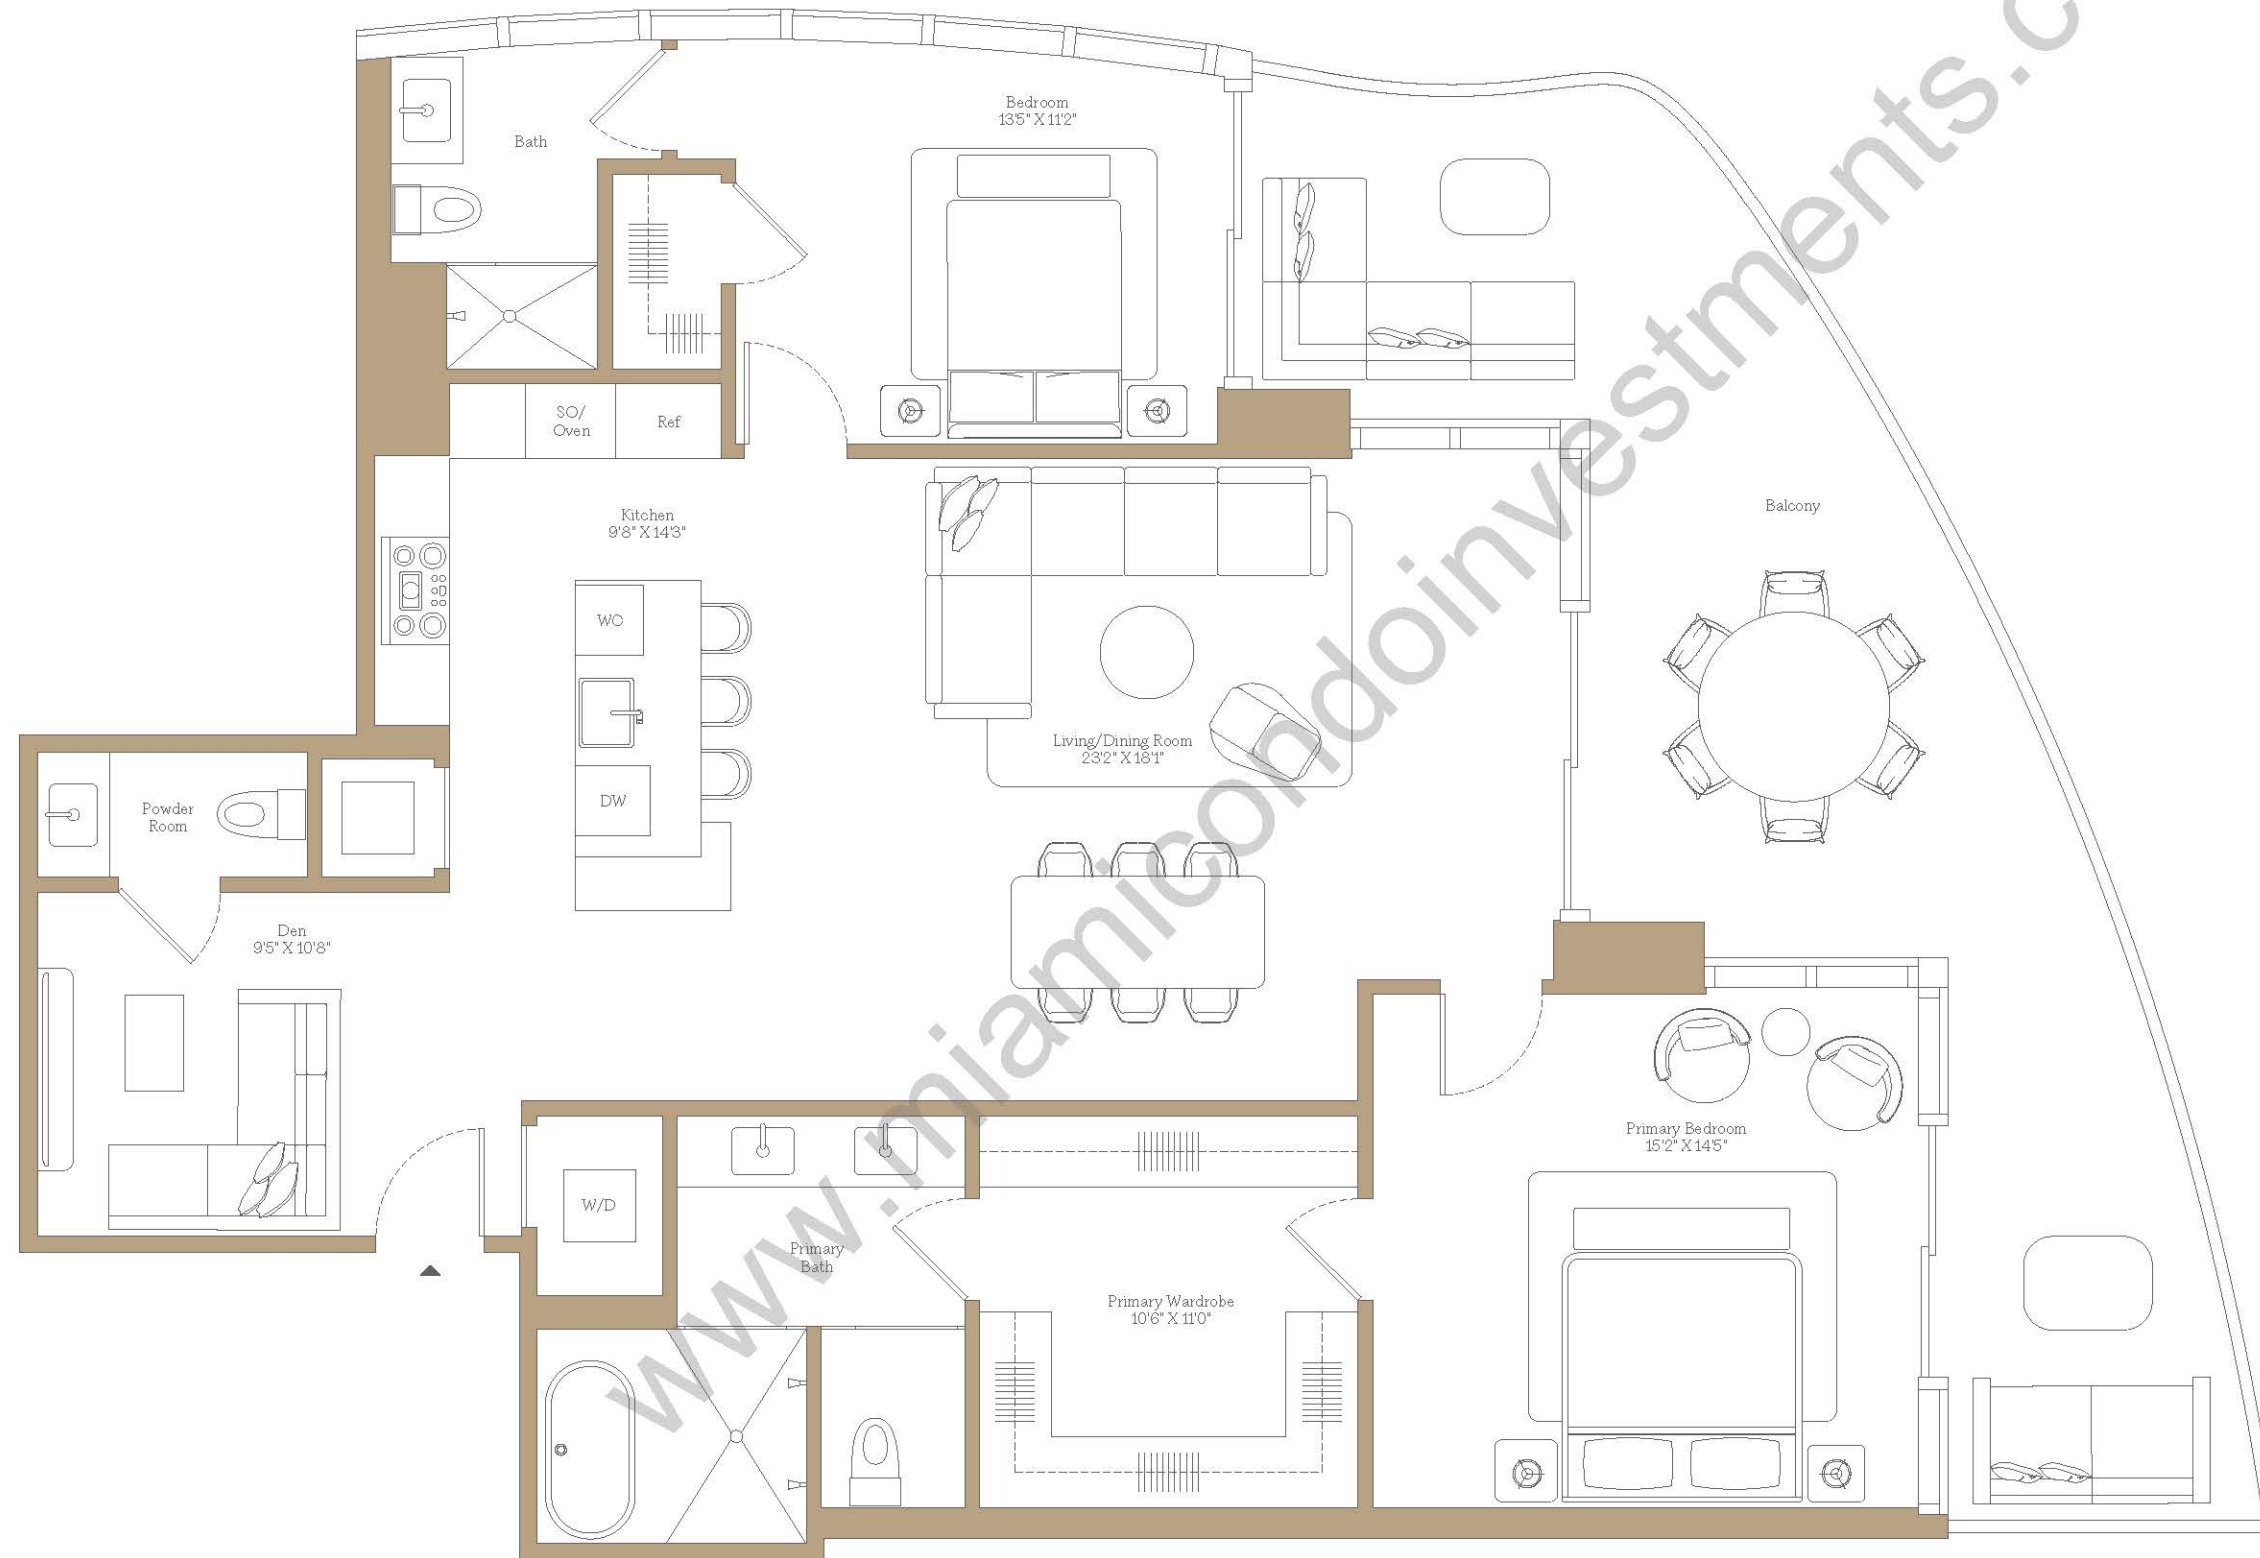 Bedroom
13'5" X 11'2"
Bath
SO/
Oven
Ref
Kitchen
9'8" X 14'3"
Balcony
WC
Living/Dining Room
23'2" X 18'1"
DW
Powder
Room
Den
9'5" X 10'8"
Primary Bedroom
15'2" X 14'5"
W/D
Primary
Bath
Primary Wardrobe
10'6" X 11'0"
www.miamicondoinvestments.c